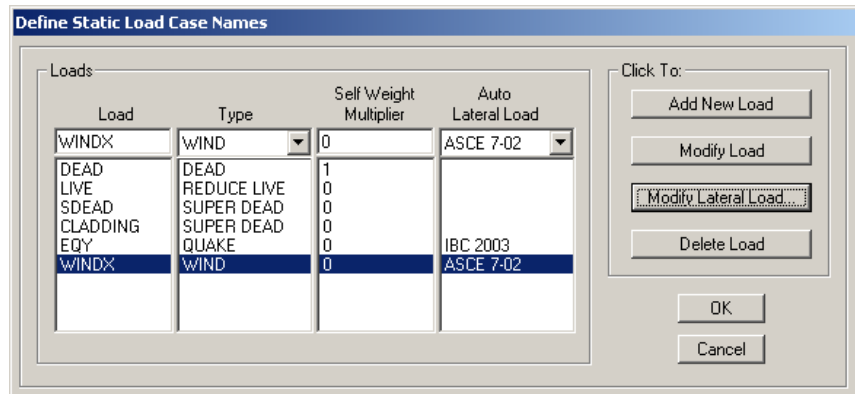 Define Static Load Case Names
Loads
Click To:
Load Type Self Weight Multiplier Auto Lateral Load
WINDX WIND 0 ASCE 7-02
DEAD DEAD 1
LIVE REDUCE LIVE 0
SDEAD SUPER DEAD 0
CLADDING SUPER DEAD 0
EQY QUAKE 0 IBC 2003
WINDX WIND 0 ASCE 7-02
Add New Load
Modify Load
Modify Lateral Load...
Delete Load
OK
Cancel